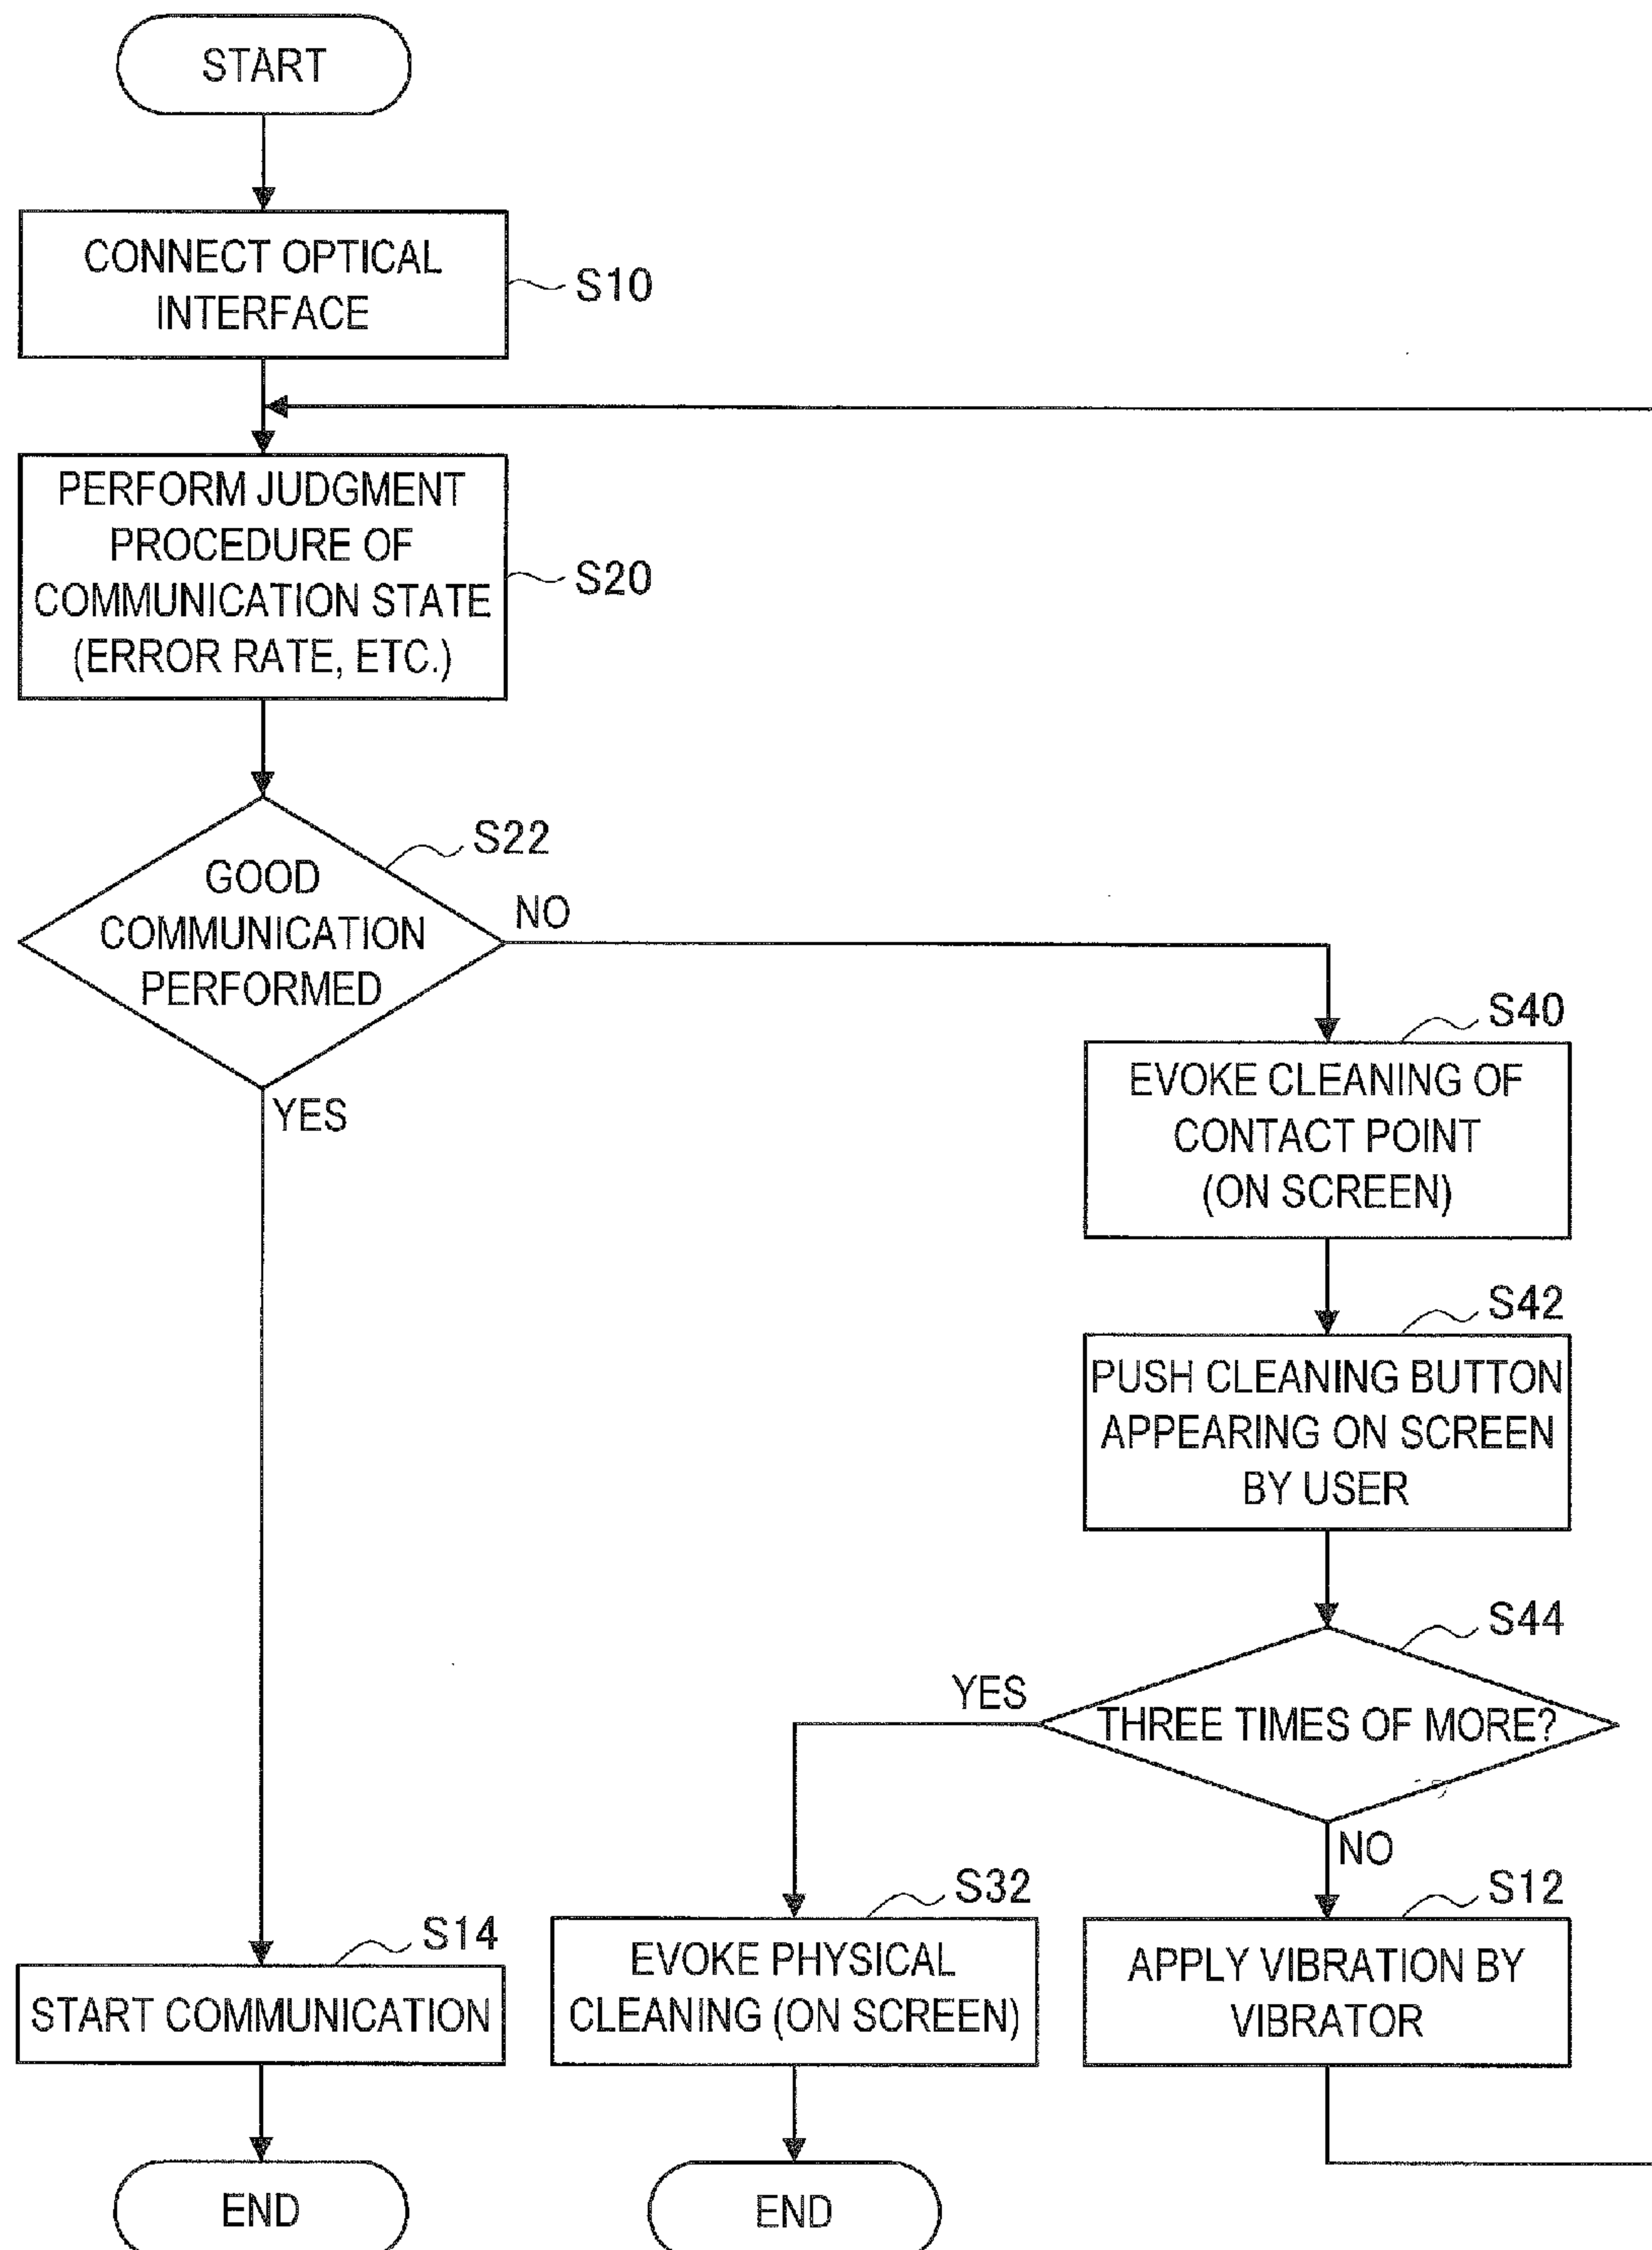 START
CONNECT OPTICAL
INTERFACE
S10
PERFORM JUDGMENT
PROCEDURE OF
COMMUNICATION STATE
(ERROR RATE, ETC.)
S20
S22
GOOD
COMMUNICATION
PERFORMED
NO
YES
S40
EVOKE CLEANING OF
CONTACT POINT
(ON SCREEN)
S42
PUSH CLEANING BUTTON
APPEARING ON SCREEN
BY USER
S44
THREE TIMES OF MORE?
YES
NO
S14
START COMMUNICATION
S32
EVOKE PHYSICAL
CLEANING (ON SCREEN)
S12
APPLY VIBRATION BY
VIBRATOR
END
END